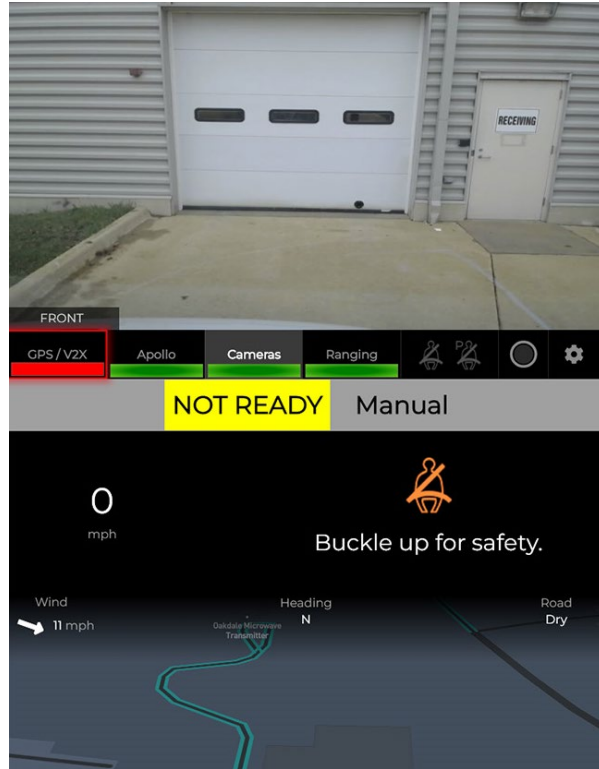 RECEIVING
FRONT
GPS / V2X
Apollo
Cameras
Ranging
P
NOT READY
Manual
0
mph
Buckle up for safety.
Wind
11 mph
Heading
N
Road
Dry
Oakdale Microwave
Transmitter